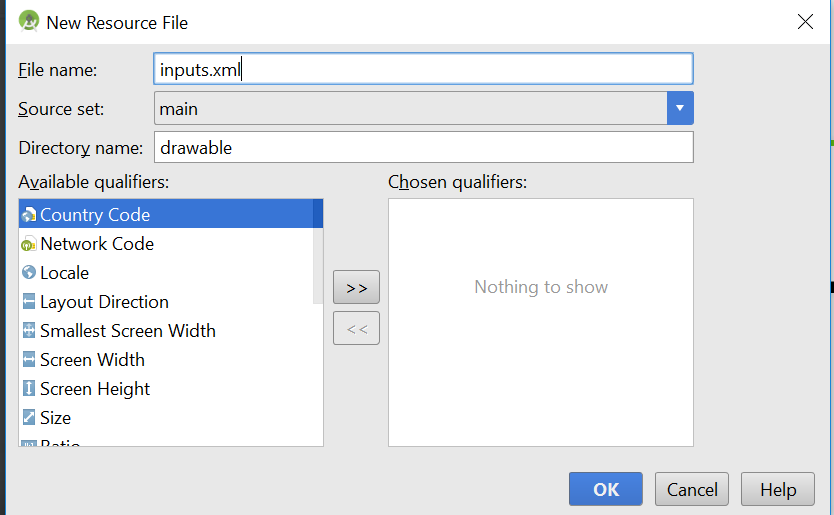 New Resource File
File name: inputs.xml
Source set: main
Directory name: drawable
Available qualifiers:
Chosen qualifiers:
Country Code
Network Code
Locale
Layout Direction
Smallest Screen Width
Screen Width
Screen Height
Size
Ratio
>>
<<
Nothing to show
OK
Cancel
Help